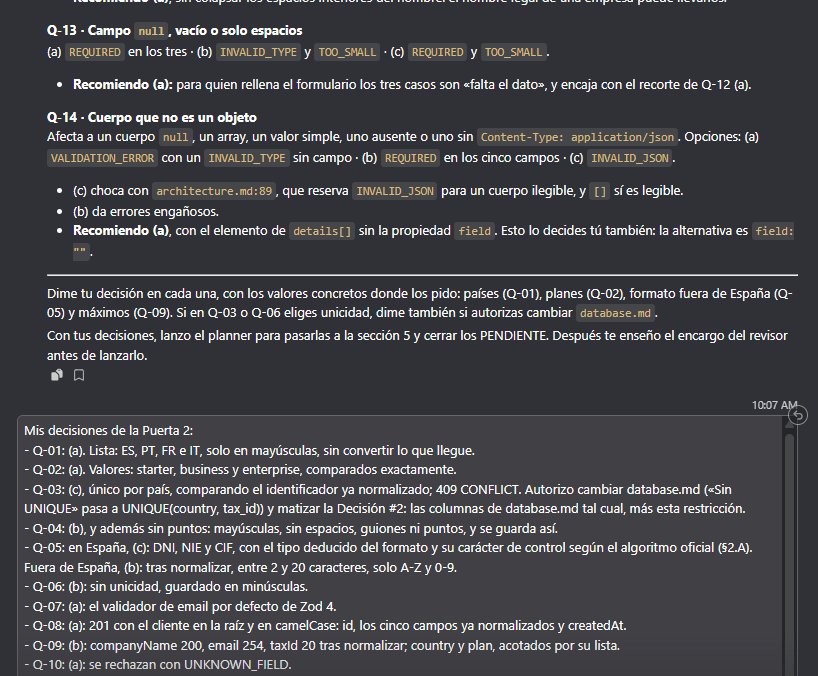 Recomiendo (a), sin colapsar los espacios interiores del nombre: el nombre legal de una empresa puede llevarlos.
Q-13 · Campo null, vacío o solo espacios
(a) REQUIRED en los tres · (b) INVALID_TYPE y TOO_SMALL · (c) REQUIRED y TOO_SMALL.
• Recomiendo (a): para quien rellena el formulario los tres casos son «falta el dato», y encaja con el recorte de Q-12 (a).
Q-14 · Cuerpo que no es un objeto
Afecta a un cuerpo null, un array, un valor simple, uno ausente o uno sin Content-Type: application/json. Opciones: (a)
VALIDATION_ERROR con un INVALID_TYPE sin campo · (b) REQUIRED en los cinco campos · (c) INVALID_JSON.
• (c) choca con architecture.md:89, que reserva INVALID_JSON para un cuerpo ilegible, y [] sí es legible.
• (b) da errores engañosos.
• Recomiendo (a), con el elemento de details[] sin la propiedad field. Esto lo decides tú también: la alternativa es field:
"".
Dime tu decisión en cada una, con los valores concretos donde los pido: países (Q-01), planes (Q-02), formato fuera de España (Q-
05) y máximos (Q-09). Si en Q-03 o Q-06 eliges unicidad, dime también si autorizas cambiar database.md.
Con tus decisiones, lanzo el planner para pasarlas a la sección 5 y cerrar los PENDIENTE. Después te enseño el encargo del revisor
antes de lanzarlo.
10:07 AM
Mis decisiones de la Puerta 2:
- Q-01: (a). Lista: ES, PT, FR e IT, solo en mayúsculas, sin convertir lo que llegue.
- Q-02: (a). Valores: starter, business y enterprise, comparados exactamente.
- Q-03: (c), único por país, comparando el identificador ya normalizado; 409 CONFLICT. Autorizo cambiar database.md («Sin
UNIQUE» pasa a UNIQUE(country, tax_id)) y matizar la Decisión #2: las columnas de database.md tal cual, más esta restricción.
- Q-04: (b), y además sin puntos: mayúsculas, sin espacios, guiones ni puntos, y se guarda así.
- Q-05: en España, (c): DNI, NIE y CIF, con el tipo deducido del formato y su carácter de control según el algoritmo oficial (§2.A).
Fuera de España, (b): tras normalizar, entre 2 y 20 caracteres, solo A-Z y 0-9.
- Q-06: (b): sin unicidad, guardado en minúsculas.
- Q-07: (a): el validador de email por defecto de Zod 4.
- Q-08: (a): 201 con el cliente en la raíz y en camelCase: id, los cinco campos ya normalizados y createdAt.
- Q-09: (b): companyName 200, email 254, taxId 20 tras normalizar; country y plan, acotados por su lista.
- Q-10: (a): se rechazan con UNKNOWN_FIELD.